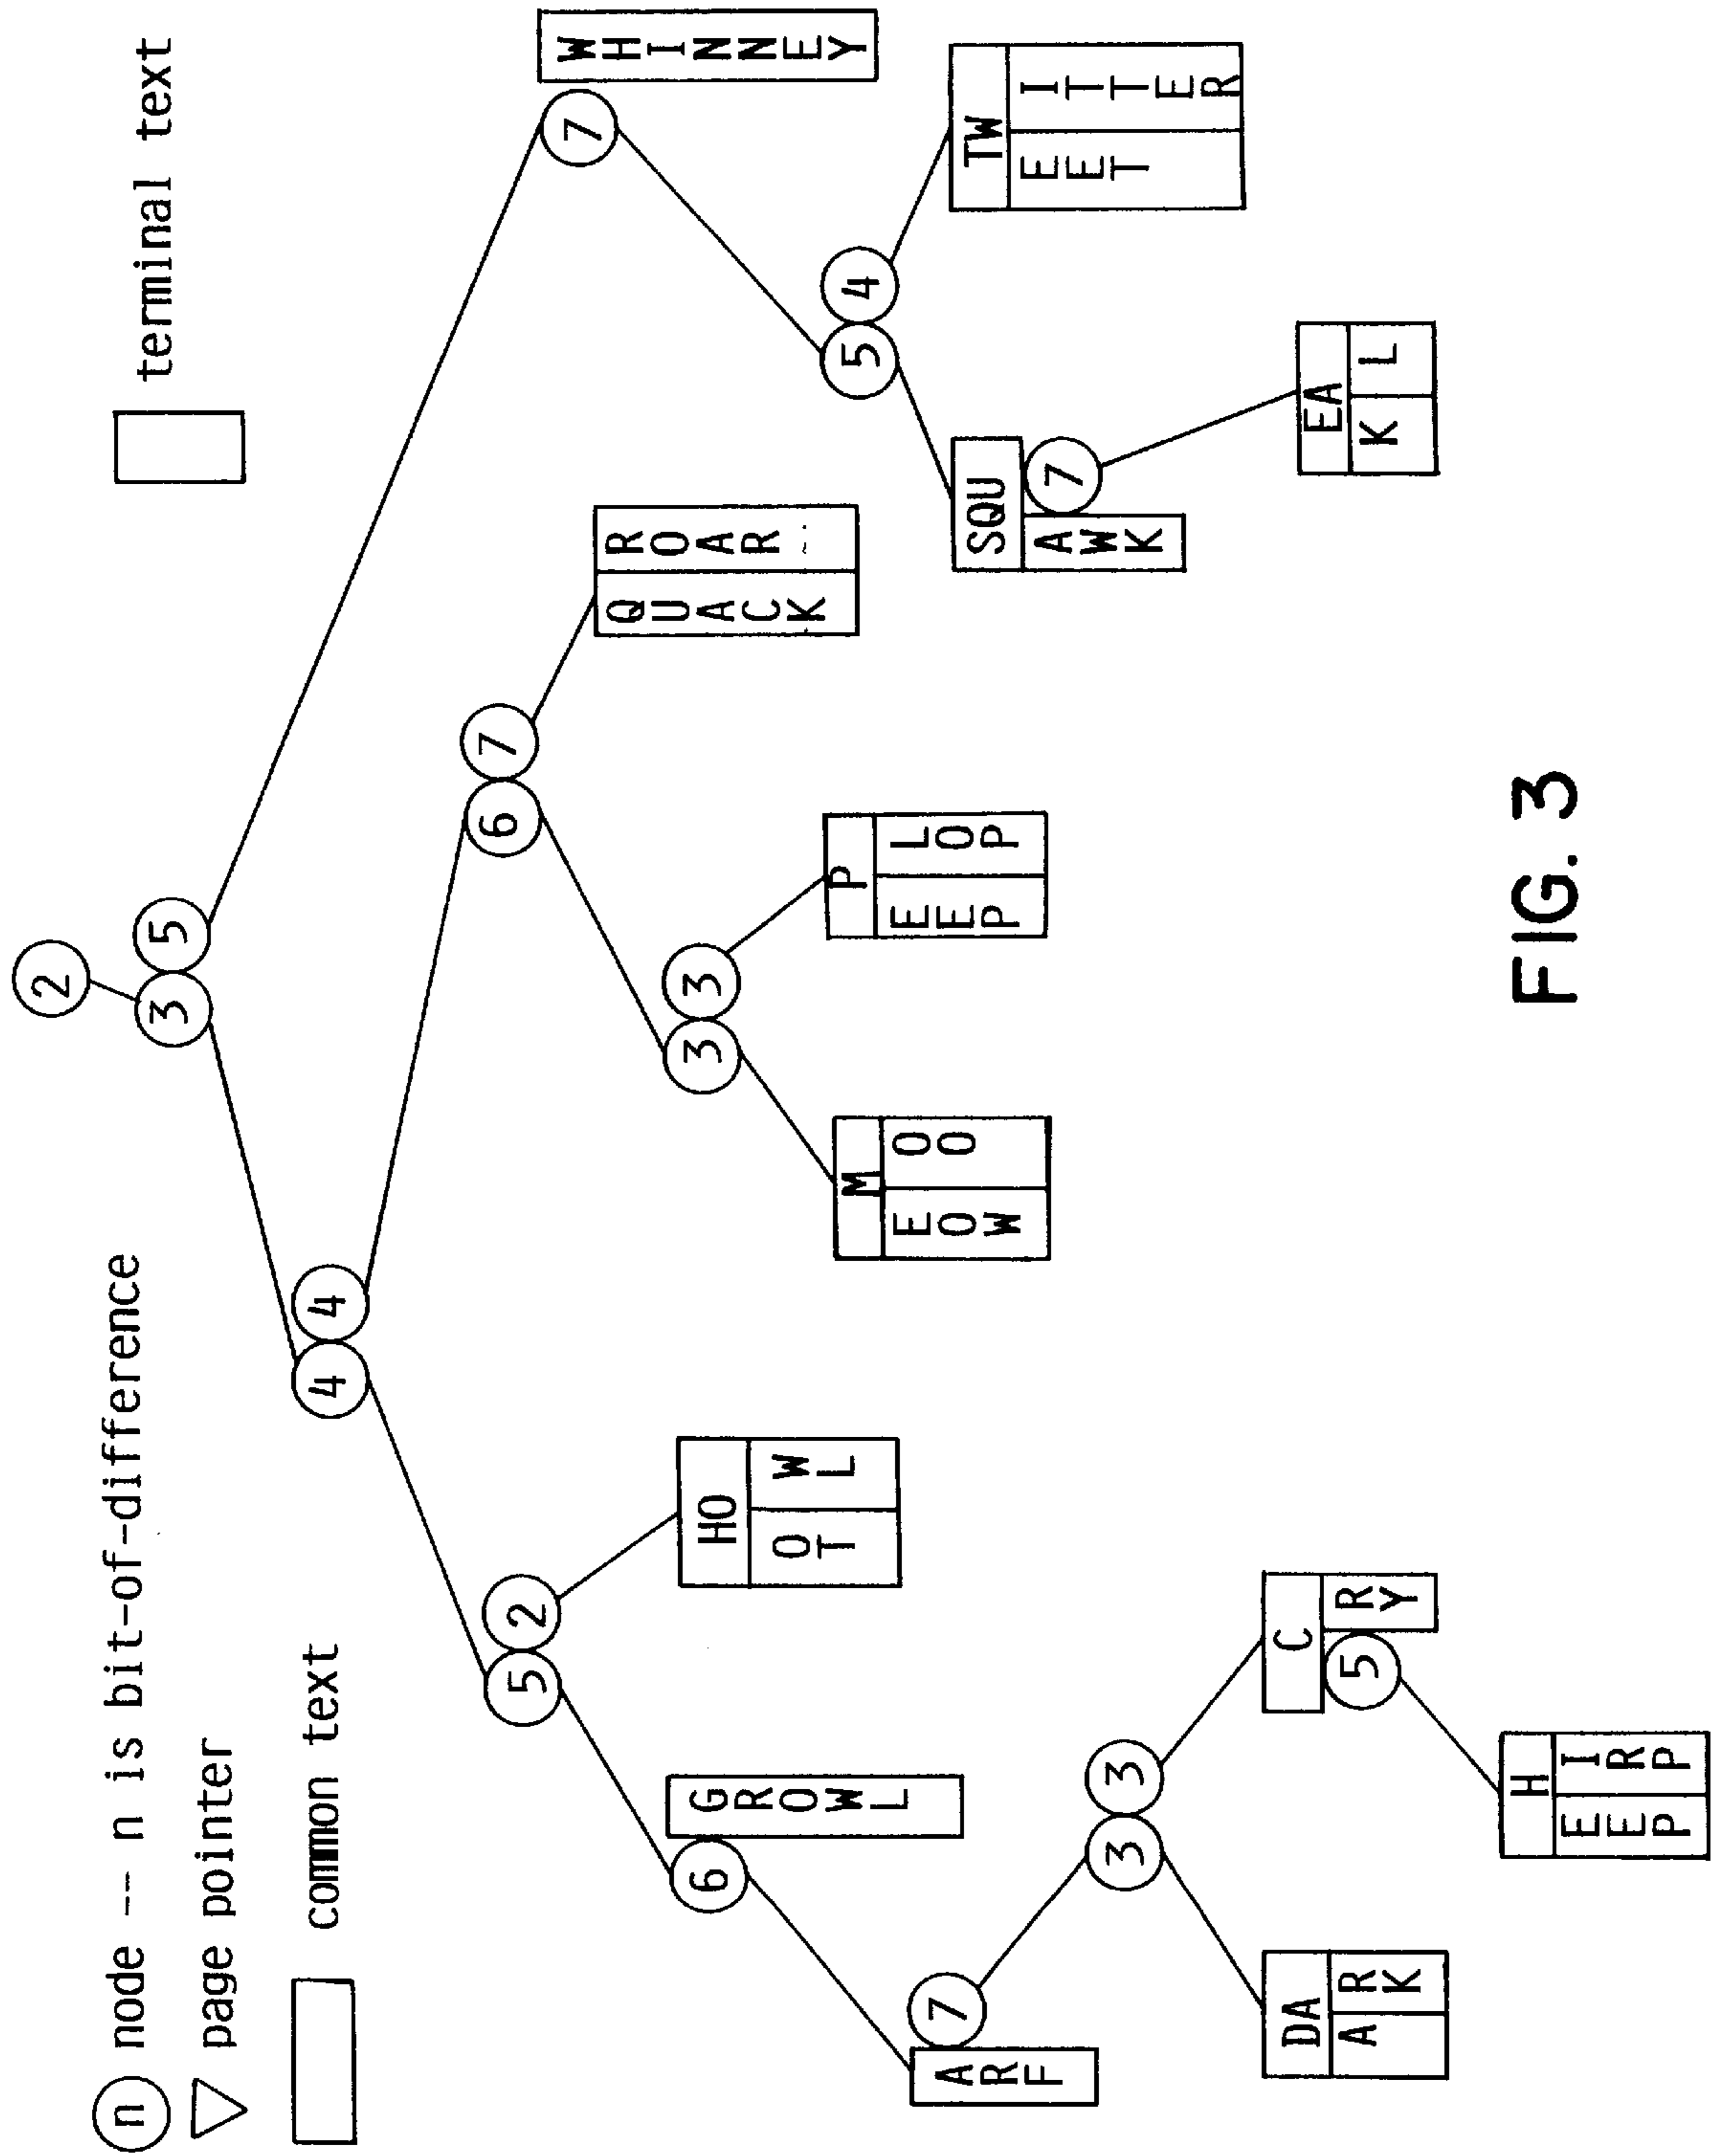 n node -- n is bit-of-difference
page pointer
common text
terminal text
2
3 5
4 4
7 WHINNEY
5 2
6 7
5 4
HO
OT WL
QUACK ROAR
TW
EET ITTER
6 GROWL
3 3
SQU
AWK 7
M
EOW OO
P
EEP LOP
EA
K L
ARF 7
3 3
DA
A RK
C
5 RY
H
EEP IRP
FIG. 3